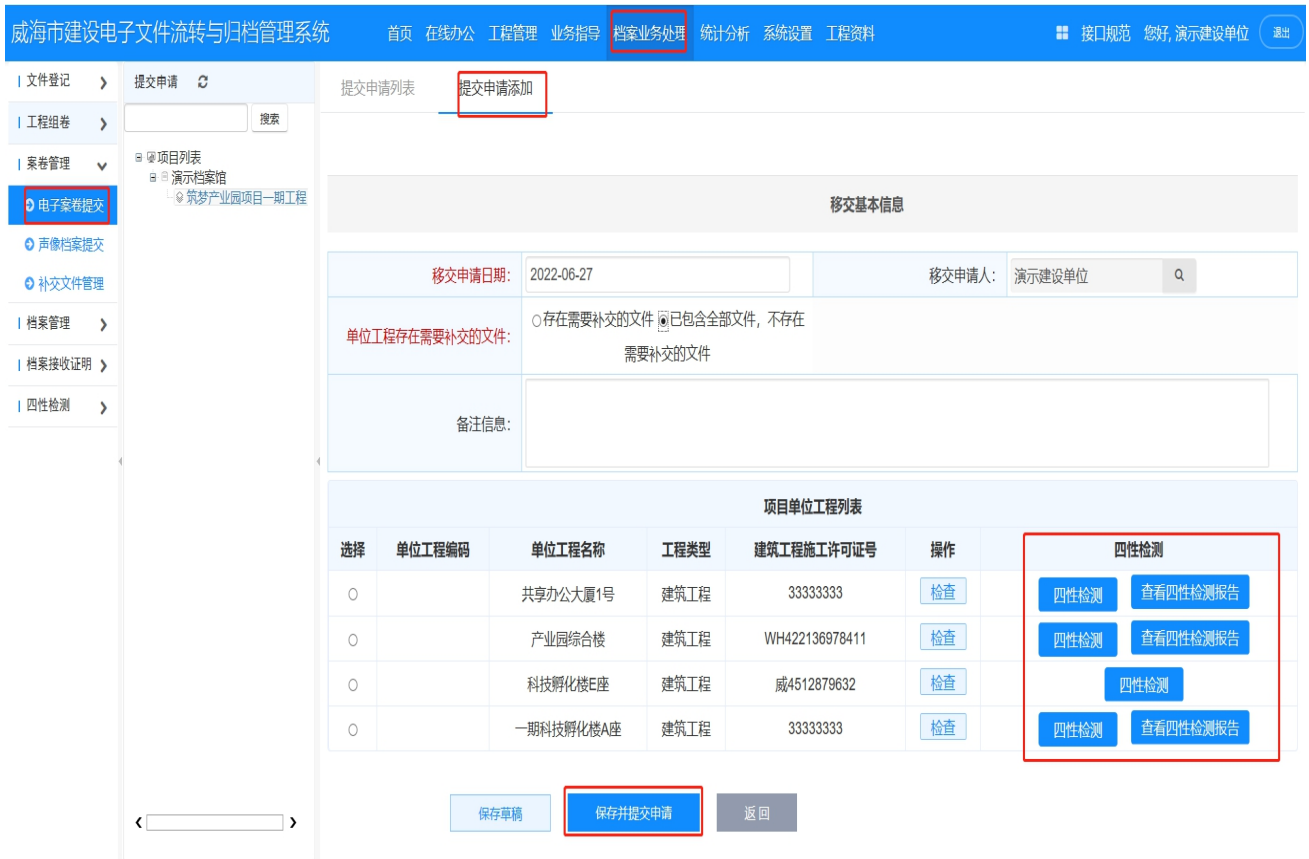 威海市建设电子文件流转与归档管理系统
首页 在线办公 工程管理 业务指导 档案业务处理 统计分析 系统设置 工程资料
接口规范 您好, 演示建设单位 退出
文件登记
工程组卷
案卷管理
电子案卷提交
声像档案提交
补交文件管理
档案管理
档案接收证明
四性检测
提交申请
搜索
项目列表
演示档案馆
筑梦产业园项目一期工程
提交申请列表 提交申请添加
移交基本信息
移交申请日期: 2022-06-27 移交申请人: 演示建设单位
单位工程存在需要补交的文件: 存在需要补交的文件 已包含全部文件, 不存在
需要补交的文件
备注信息:
项目单位工程列表
选择 单位工程编码 单位工程名称 工程类型 建筑工程施工许可证号 操作 四性检测
共享办公大厦1号 建筑工程 33333333 检查 四性检测 查看四性检测报告
产业园综合楼 建筑工程 WH422136978411 检查 四性检测 查看四性检测报告
科技孵化楼E座 建筑工程 威4512879632 检查 四性检测
一期科技孵化楼A座 建筑工程 33333333 检查 四性检测 查看四性检测报告
保存草稿 保存并提交申请 返回